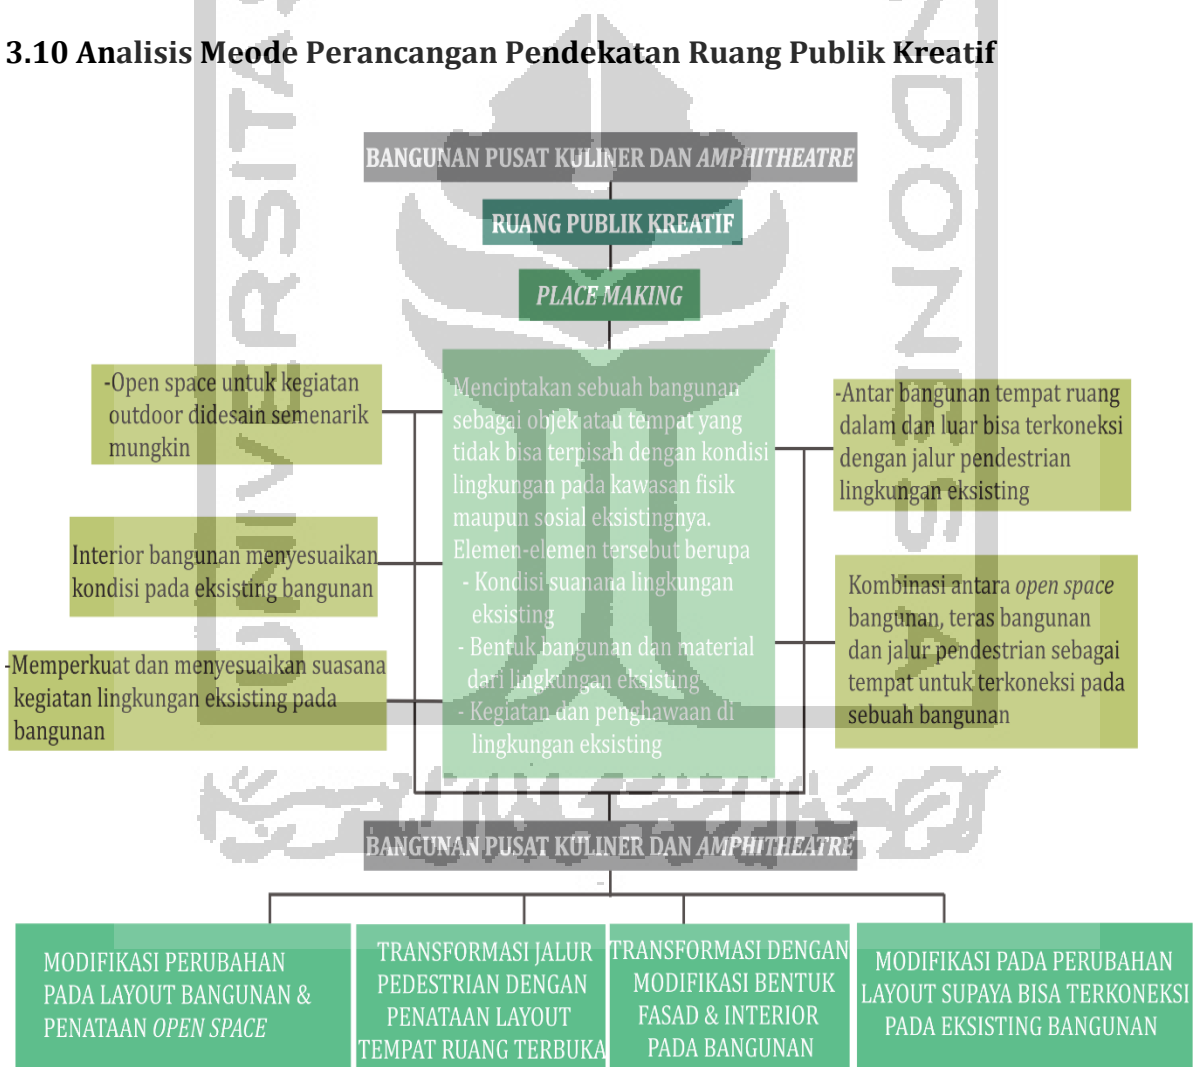 3.10 Analisis Meode Perancangan Pendekatan Ruang Publik Kreatif
BANGUNAN PUSAT KULINER DAN AMPHITHEATRE
RUANG PUBLIK KREATIF
PLACE MAKING
-Open space untuk kegiatan
outdoor didesain semenarik
mungkin
Interior bangunan menyesuaikan
kondisi pada eksisting bangunan
-Memperkuat dan menyesuaikan suasana
kegiatan lingkungan eksisting pada
bangunan
Menciptakan sebuah bangunan
sebagai objek atau tempat yang
tidak bisa terpisah dengan kondisi
lingkungan pada kawasan fisik
maupun sosial eksistingnya.
Elemen-elemen tersebut berupa
- Kondisi suanana lingkungan
eksisting
- Bentuk bangunan dan material
dari lingkungan eksisting
- Kegiatan dan penghawaan di
lingkungan eksisting
-Antar bangunan tempat ruang
dalam dan luar bisa terkoneksi
dengan jalur pendestrian
lingkungan eksisting
Kombinasi antara open space
bangunan, teras bangunan
dan jalur pendestrian sebagai
tempat untuk terkoneksi pada
sebuah bangunan
BANGUNAN PUSAT KULINER DAN AMPHITHEATRE
MODIFIKASI PERUBAHAN
PADA LAYOUT BANGUNAN &
PENATAAN OPEN SPACE
TRANSFORMASI JALUR
PEDESTRIAN DENGAN
PENATAAN LAYOUT
TEMPAT RUANG TERBUKA
TRANSFORMASI DENGAN
MODIFIKASI BENTUK
FASAD & INTERIOR
PADA BANGUNAN
MODIFIKASI PADA PERUBAHAN
LAYOUT SUPAYA BISA TERKONEKSI
PADA EKSISTING BANGUNAN
UNIVERSITAS